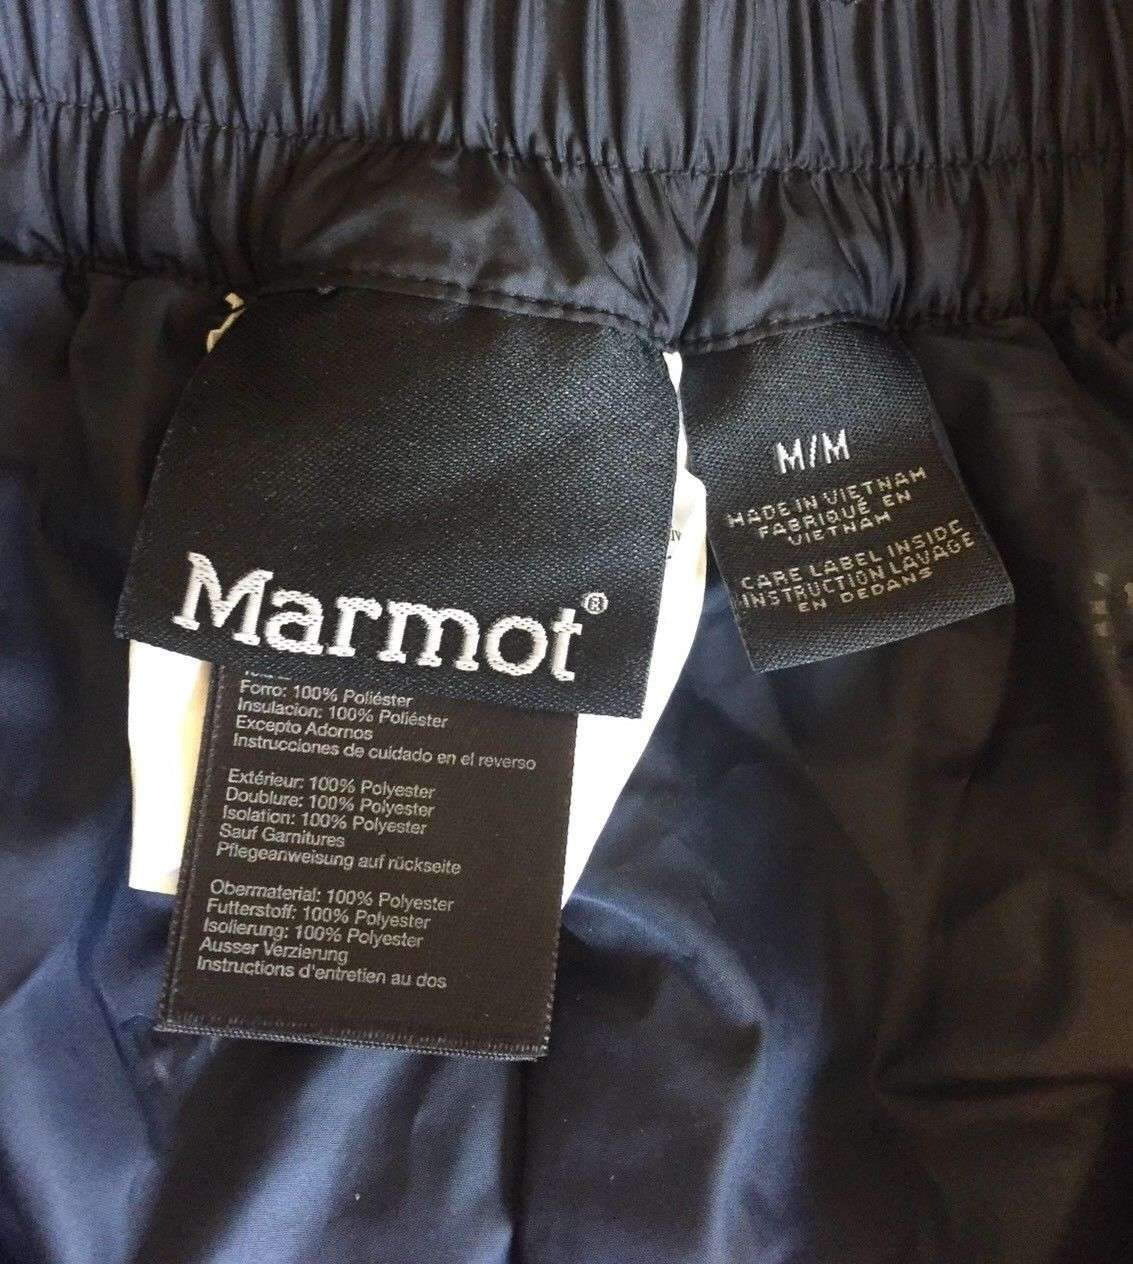 Marmot®
M/M
MADE IN VIETNAM
FABRIQUÉ EN
VIETNAM
CARE LABEL INSIDE
INSTRUCTION LAVAGE
EN DEDANS
Forro: 100% Poliéster
Insulacion: 100% Poliéster
Excepto Adornos
Instrucciones de cuidado en el reverso
Extérieur: 100% Polyester
Doublure: 100% Polyester
Isolation: 100% Polyester
Sauf Garnitures
Pflegeanweisung auf rückseite
Obermaterial: 100% Polyester
Futterstoff: 100% Polyester
Isolierung: 100% Polyester
Ausser Verzierung
Instructions d'entretien au dos